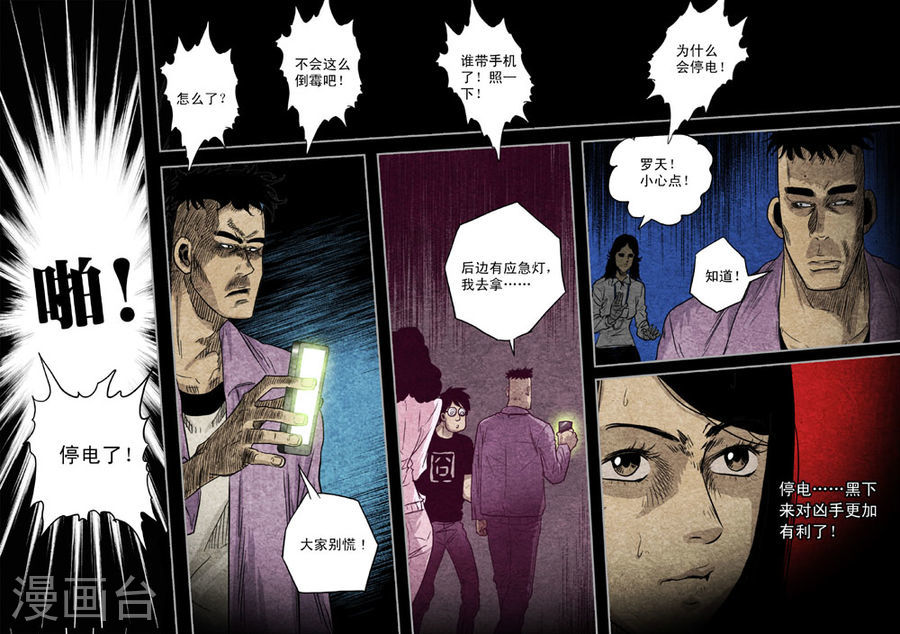 啪！
停电了！
怎么了？
不会这么
倒霉吧！
谁带手机
了！照一
下！
为什么
会停电！
大家别慌！
后边有应急灯，
我去拿……
囧
罗天！
小心点！
知道！
停电……黑下
来对凶手更加
有利了！
漫画台